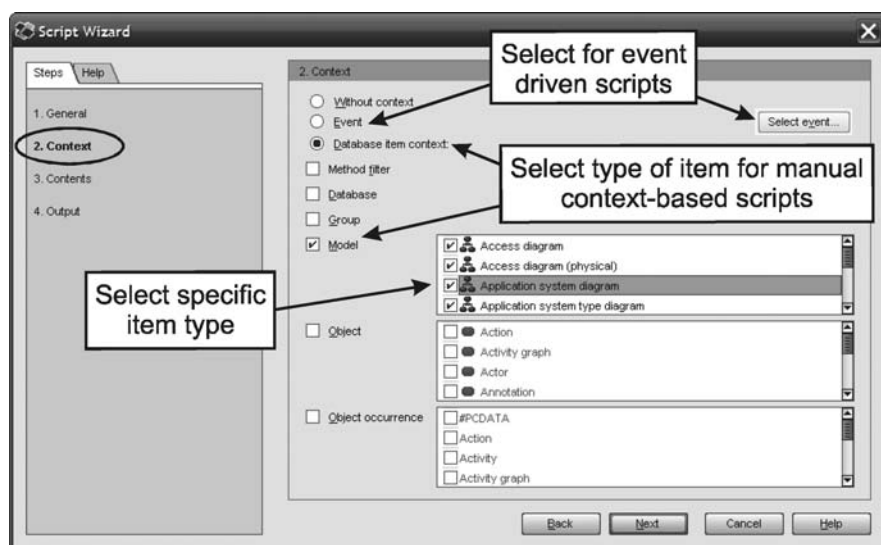 Script Wizard
Select for event
driven scripts
Steps
Help
1. General
2. Context
3. Contents
4. Output
2. Context
Without context
Event
Select event...
Database item context:
Method filter
Database
Group
Model
Select type of item for manual
context-based scripts
Access diagram
Access diagram (physical)
Application system diagram
Application system type diagram
Select specific
item type
Object
Action
Activity graph
Actor
Annotation
Object occurrence
#PCDATA
Action
Activity
Activity graph
Back
Next
Cancel
Help